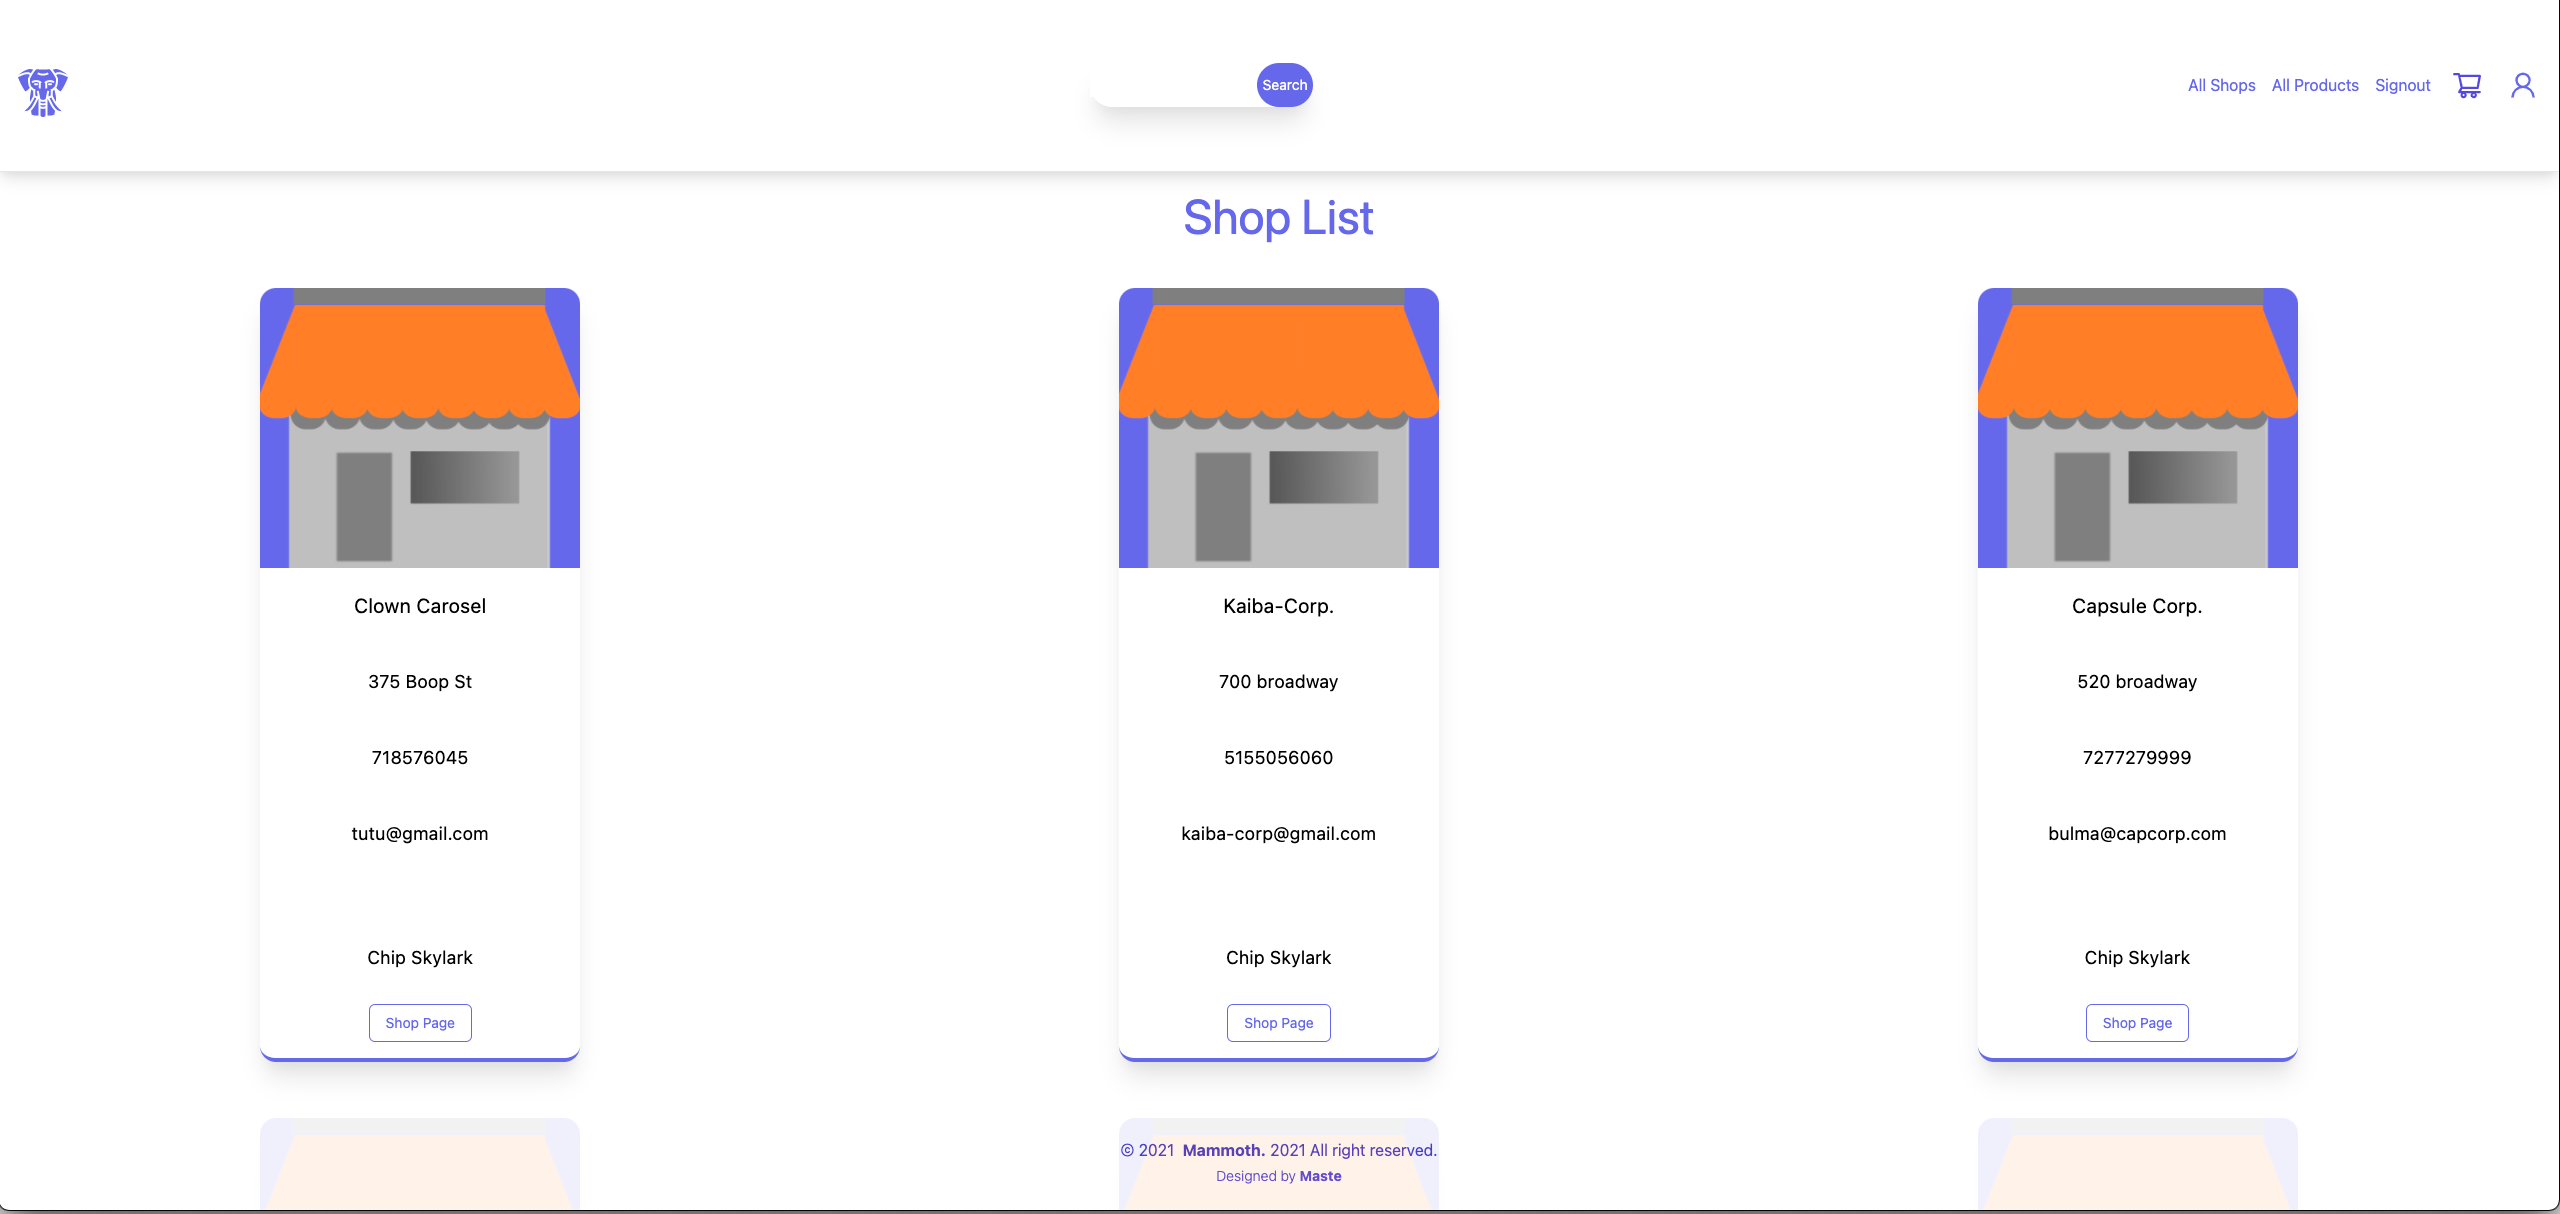 Search
All Shops All Products Signout
Shop List
Clown Carosel
375 Boop St
718576045
tutu@gmail.com
Chip Skylark
Shop Page
Kaiba-Corp.
700 broadway
5155056060
kaiba-corp@gmail.com
Chip Skylark
Shop Page
Capsule Corp.
520 broadway
7277279999
bulma@capcorp.com
Chip Skylark
Shop Page
© 2021 Mammoth. 2021 All right reserved.
Designed by Maste